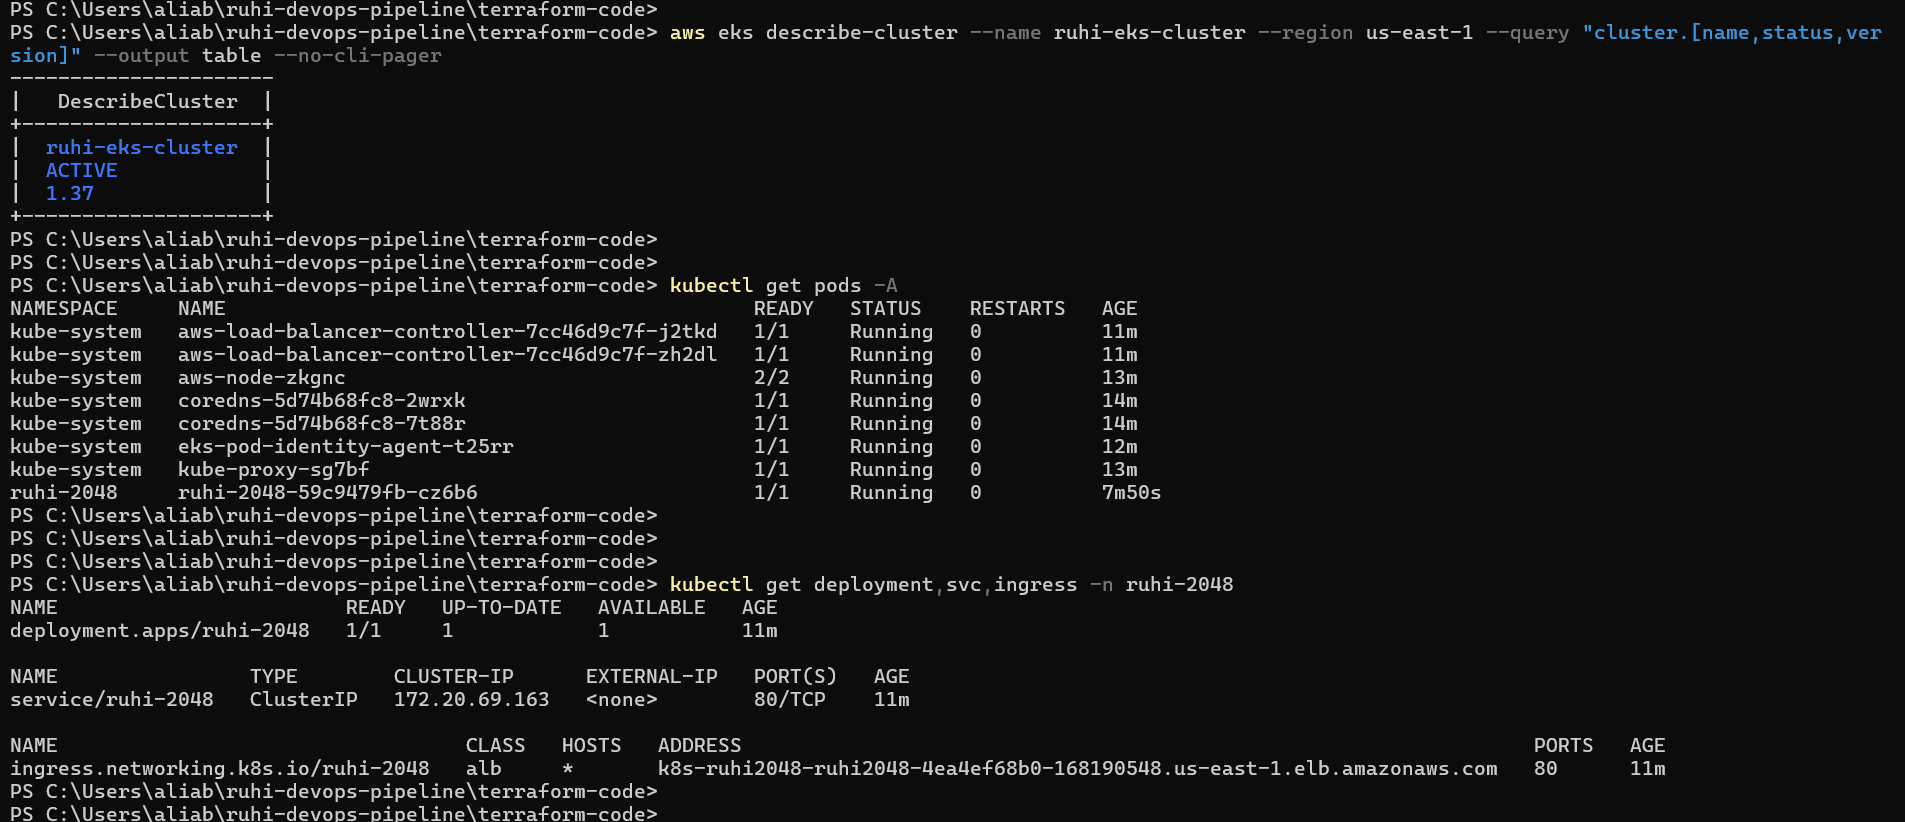 PS C:\Users\aliab\ruhi-devops-pipeline\terraform-code>
PS C:\Users\aliab\ruhi-devops-pipeline\terraform-code> aws eks describe-cluster --name ruhi-eks-cluster --region us-east-1 --query "cluster.[name,status,ver
sion]" --output table --no-cli-pager
----------------------
|   DescribeCluster  |
+--------------------+
|  ruhi-eks-cluster  |
|  ACTIVE            |
|  1.37              |
+--------------------+
PS C:\Users\aliab\ruhi-devops-pipeline\terraform-code>
PS C:\Users\aliab\ruhi-devops-pipeline\terraform-code>
PS C:\Users\aliab\ruhi-devops-pipeline\terraform-code> kubectl get pods -A
NAMESPACE     NAME                                            READY   STATUS    RESTARTS   AGE
kube-system   aws-load-balancer-controller-7cc46d9c7f-j2tkd   1/1     Running   0          11m
kube-system   aws-load-balancer-controller-7cc46d9c7f-zh2dl   1/1     Running   0          11m
kube-system   aws-node-zkgnc                                  2/2     Running   0          13m
kube-system   coredns-5d74b68fc8-2wrxk                        1/1     Running   0          14m
kube-system   coredns-5d74b68fc8-7t88r                        1/1     Running   0          14m
kube-system   eks-pod-identity-agent-t25rr                    1/1     Running   0          12m
kube-system   kube-proxy-sg7bf                                1/1     Running   0          13m
ruhi-2048     ruhi-2048-59c9479fb-cz6b6                       1/1     Running   0          7m50s
PS C:\Users\aliab\ruhi-devops-pipeline\terraform-code>
PS C:\Users\aliab\ruhi-devops-pipeline\terraform-code>
PS C:\Users\aliab\ruhi-devops-pipeline\terraform-code>
PS C:\Users\aliab\ruhi-devops-pipeline\terraform-code> kubectl get deployment,svc,ingress -n ruhi-2048
NAME                        READY   UP-TO-DATE   AVAILABLE   AGE
deployment.apps/ruhi-2048   1/1     1            1           11m

NAME                TYPE        CLUSTER-IP      EXTERNAL-IP   PORT(S)   AGE
service/ruhi-2048   ClusterIP   172.20.69.163   <none>        80/TCP    11m

NAME                                  CLASS   HOSTS   ADDRESS                                                                  PORTS   AGE
ingress.networking.k8s.io/ruhi-2048   alb     *       k8s-ruhi2048-ruhi2048-4ea4ef68b0-168190548.us-east-1.elb.amazonaws.com   80      11m
PS C:\Users\aliab\ruhi-devops-pipeline\terraform-code>
PS C:\Users\aliab\ruhi-devops-pipeline\terraform-code>